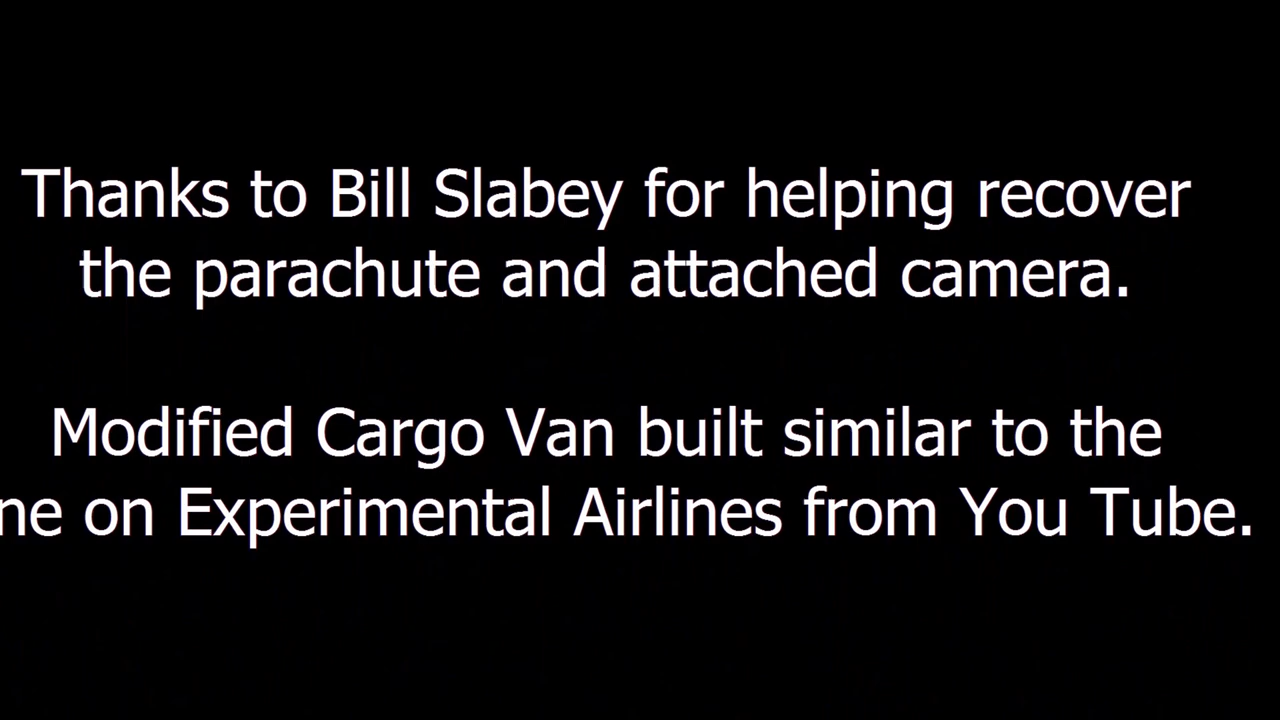 Thanks to Bill Slabey for helping recover
the parachute and attached camera.
Modified Cargo Van built similar to the
ne on Experimental Airlines from You Tube.